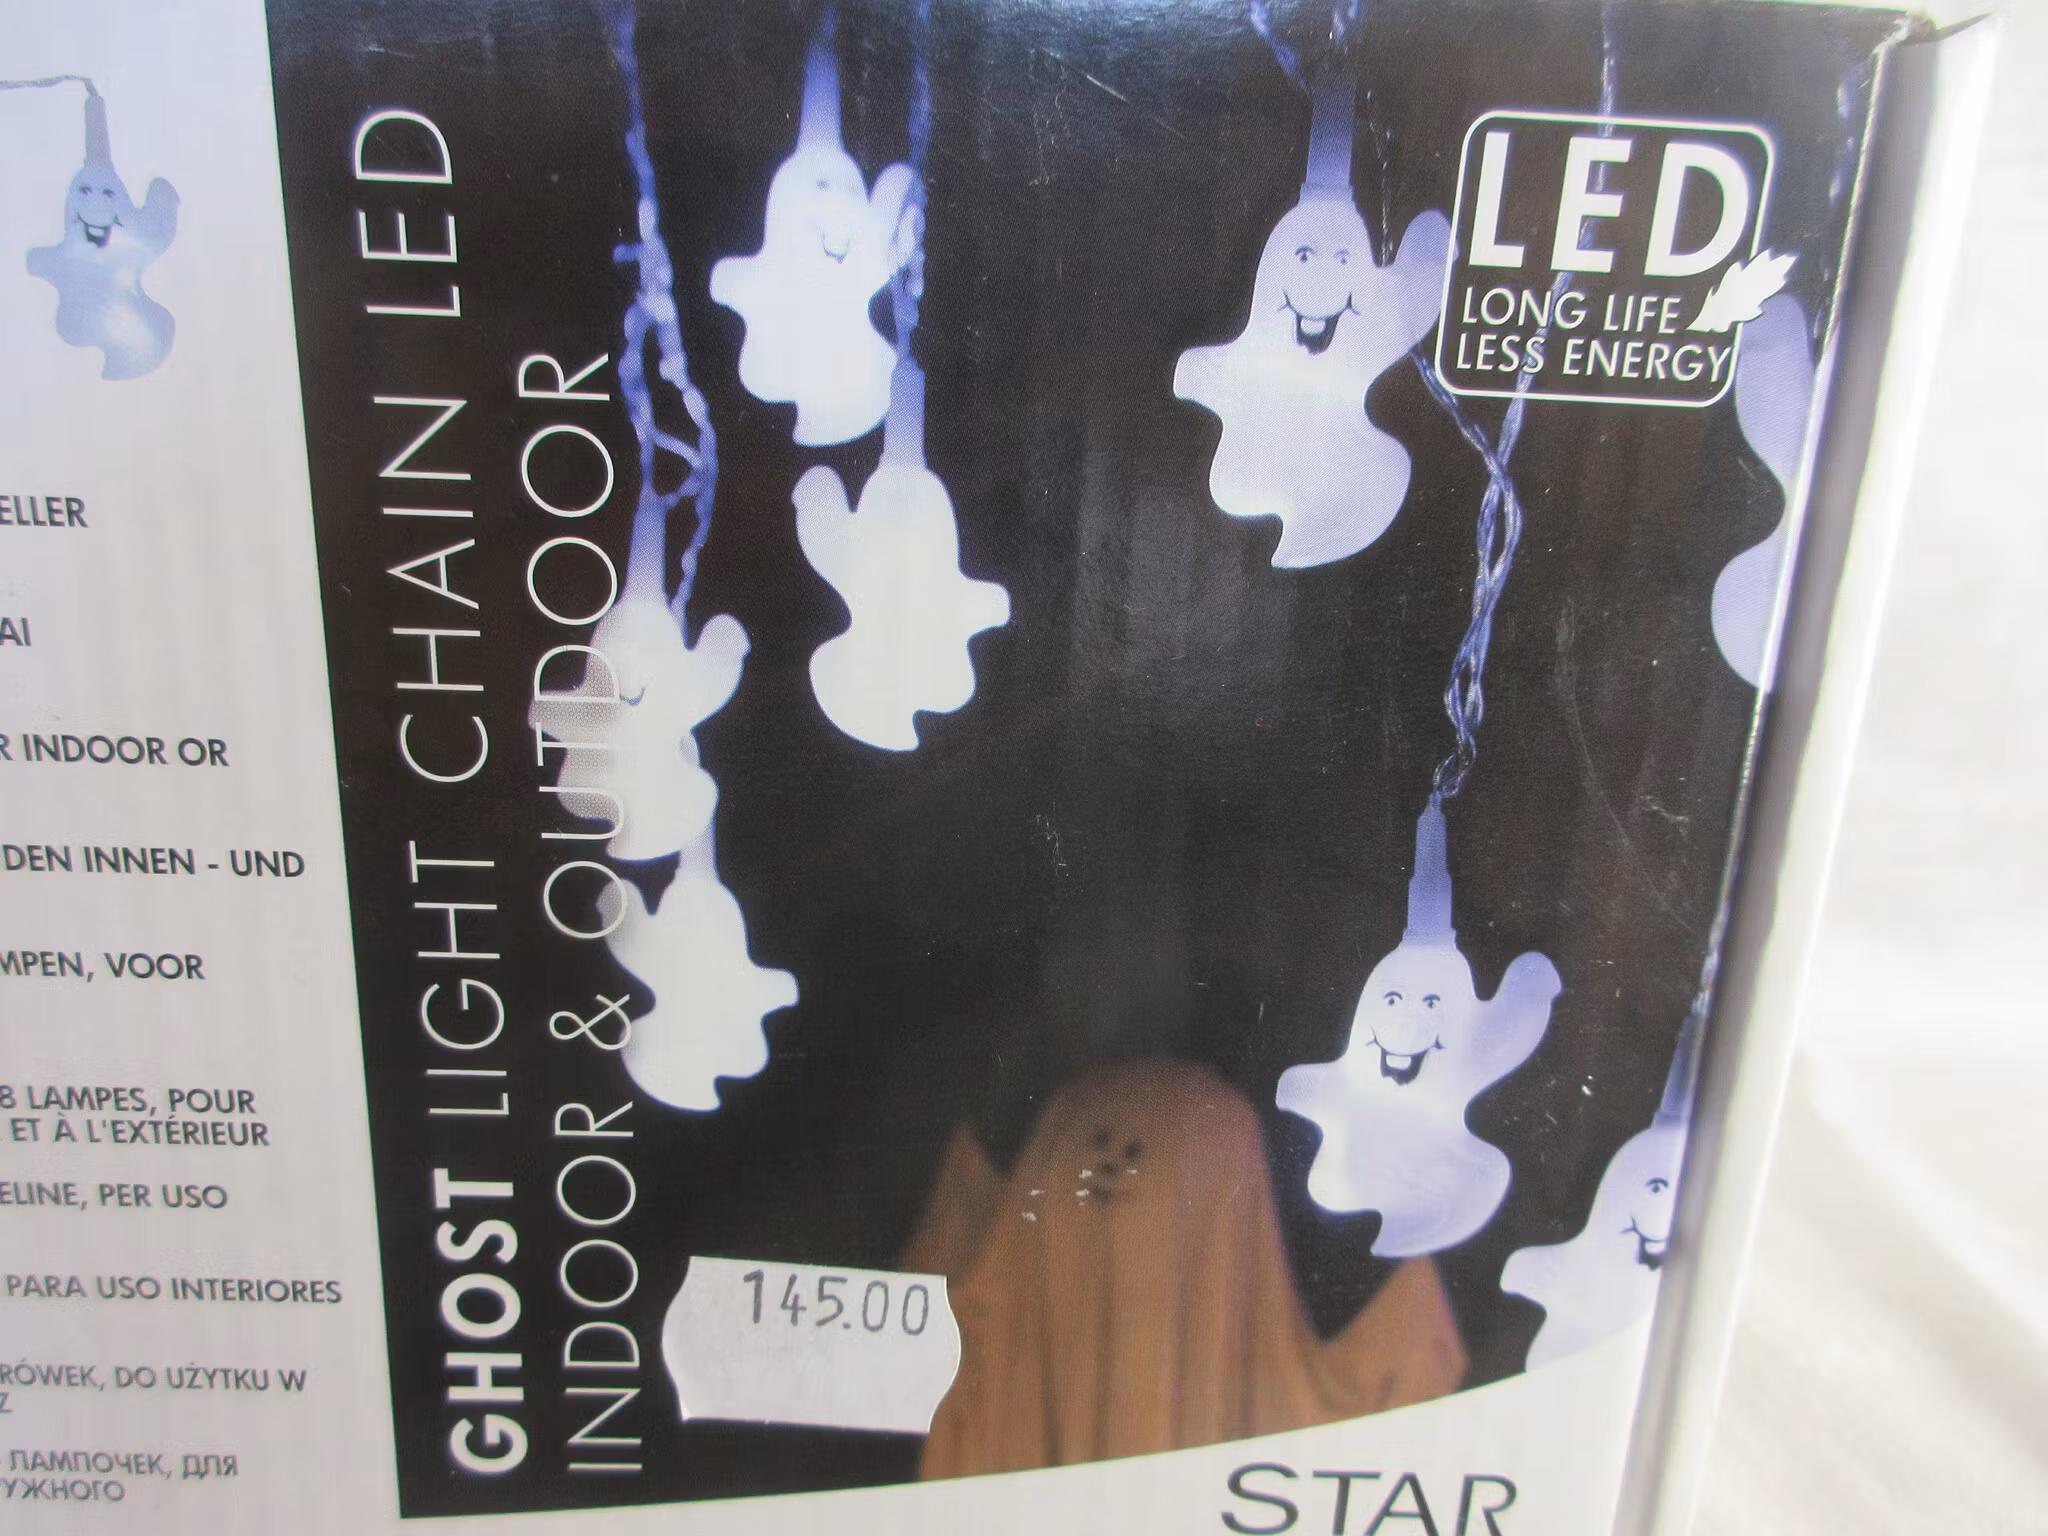 ELLER
AI
R INDOOR OR
DEN INNEN - UND
MPEN, VOOR
8 LAMPES, POUR
ET À L'EXTÉRIEUR
ELINE, PER USO
PARA USO INTERIORES
RÓWEK, DO UŻYTKU W
Z
ЛАМПОЧЕК, ДЛЯ
УЖНОГО
GHOST LIGHT CHAIN LED
INDOOR & OUTDOOR
LED
LONG LIFE
LESS ENERGY
145.00
STAR